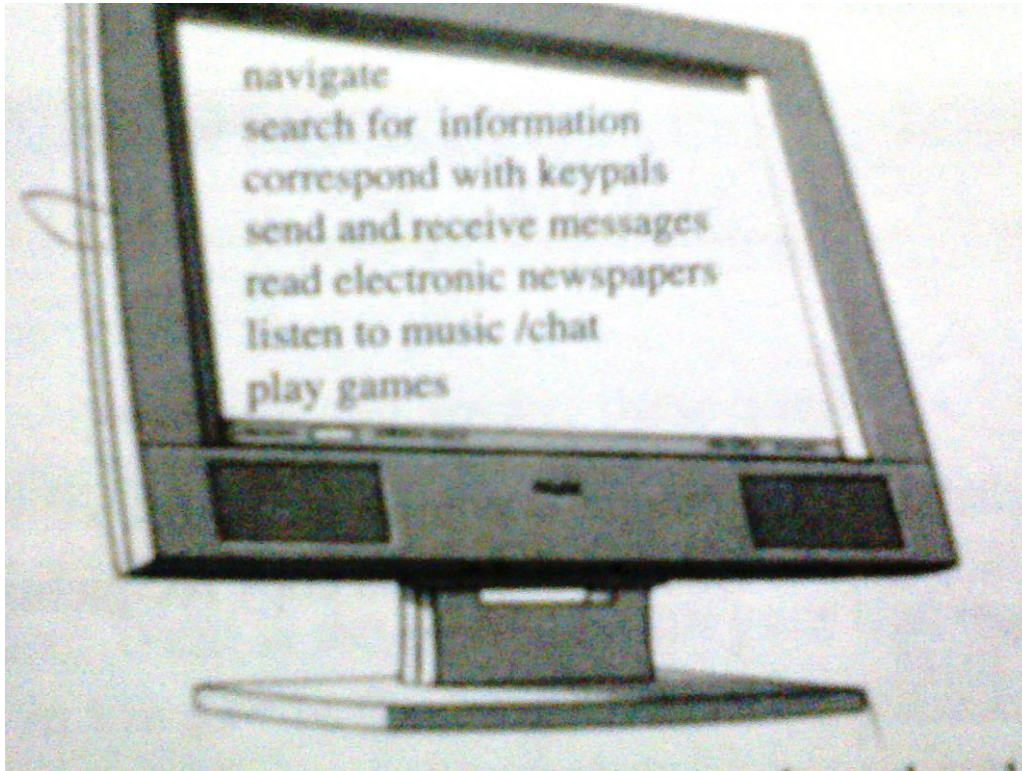 navigate
search for information
correspond with keypals
send and receive messages
read electronic newspapers
listen to music /chat
play games